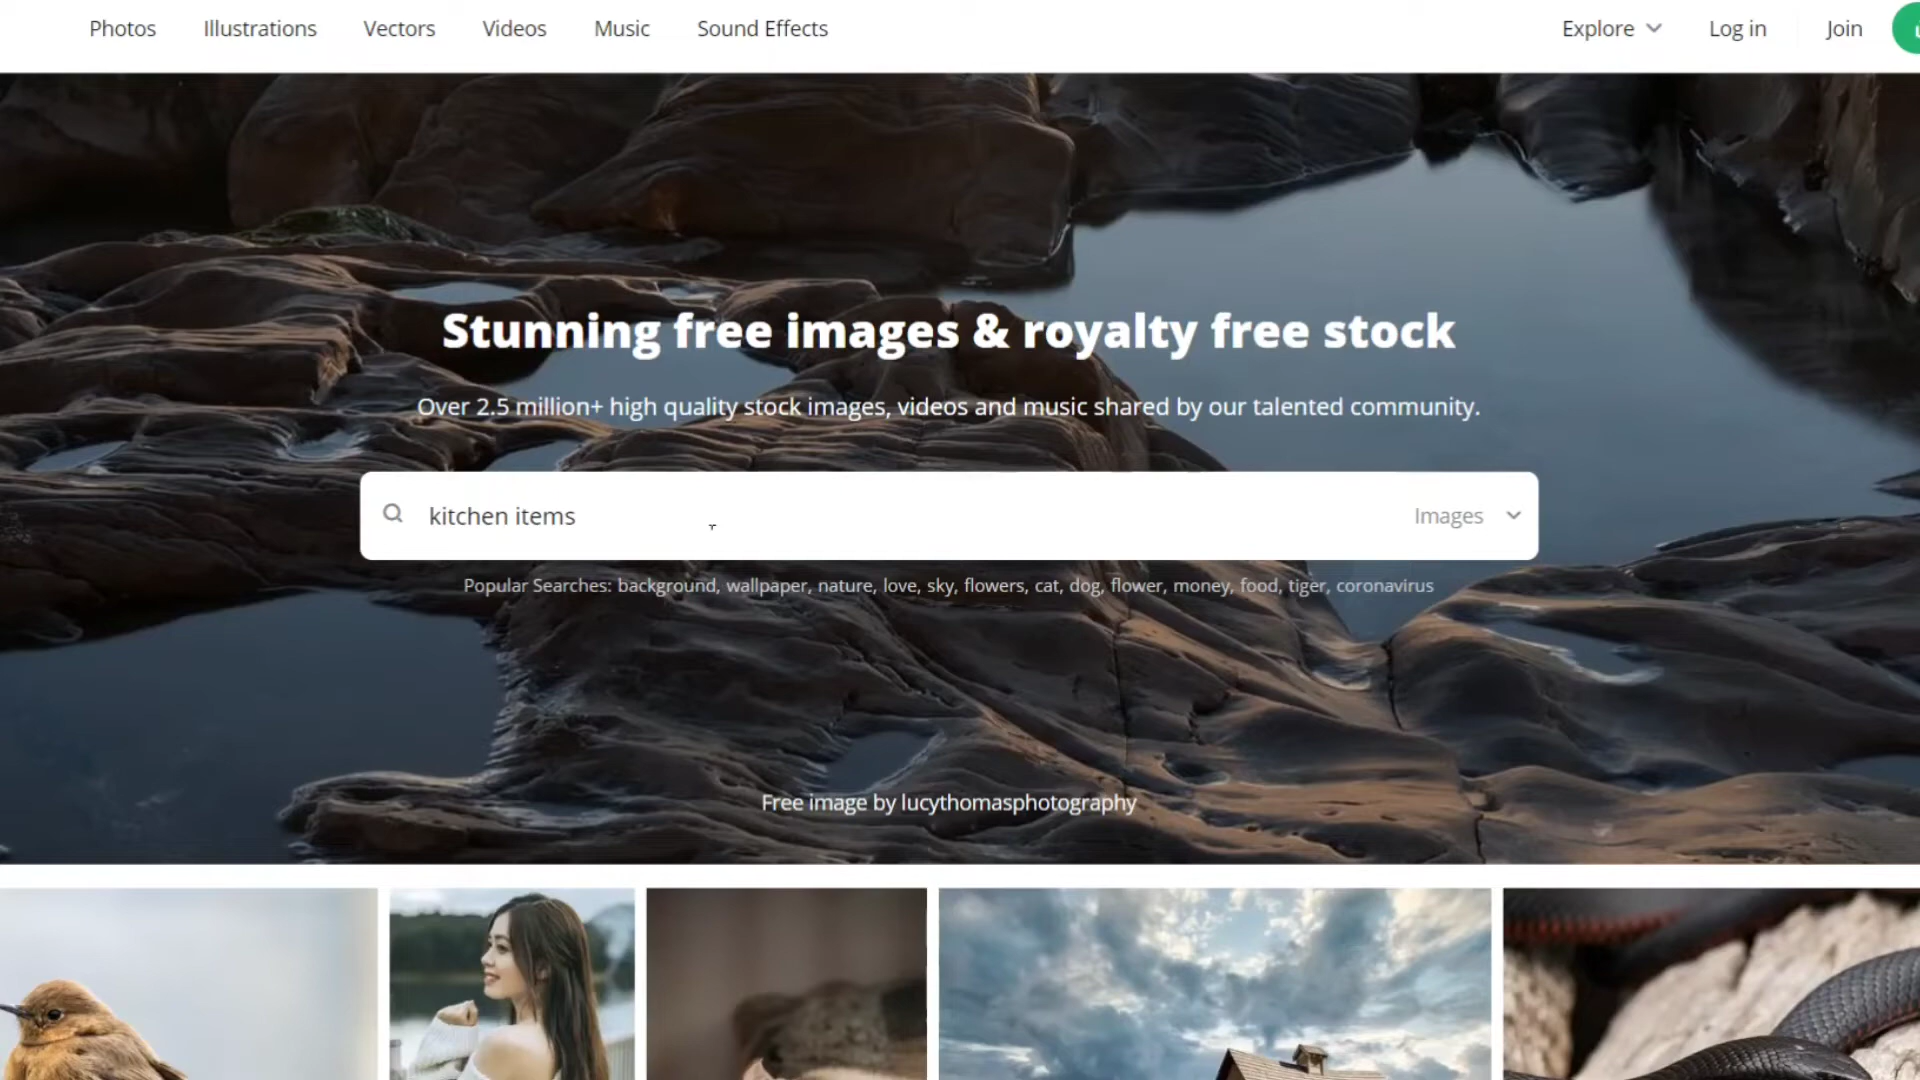 Photos Illustrations Vectors Videos Music Sound Effects Explore Log in Join
Stunning free images & royalty free stock
Over 2.5 million+ high quality stock images, videos and music shared by our talented community.
kitchen items Images
Popular Searches: background, wallpaper, nature, love, sky, flowers, cat, dog, flower, money, food, tiger, coronavirus
Free image by lucythomasphotography